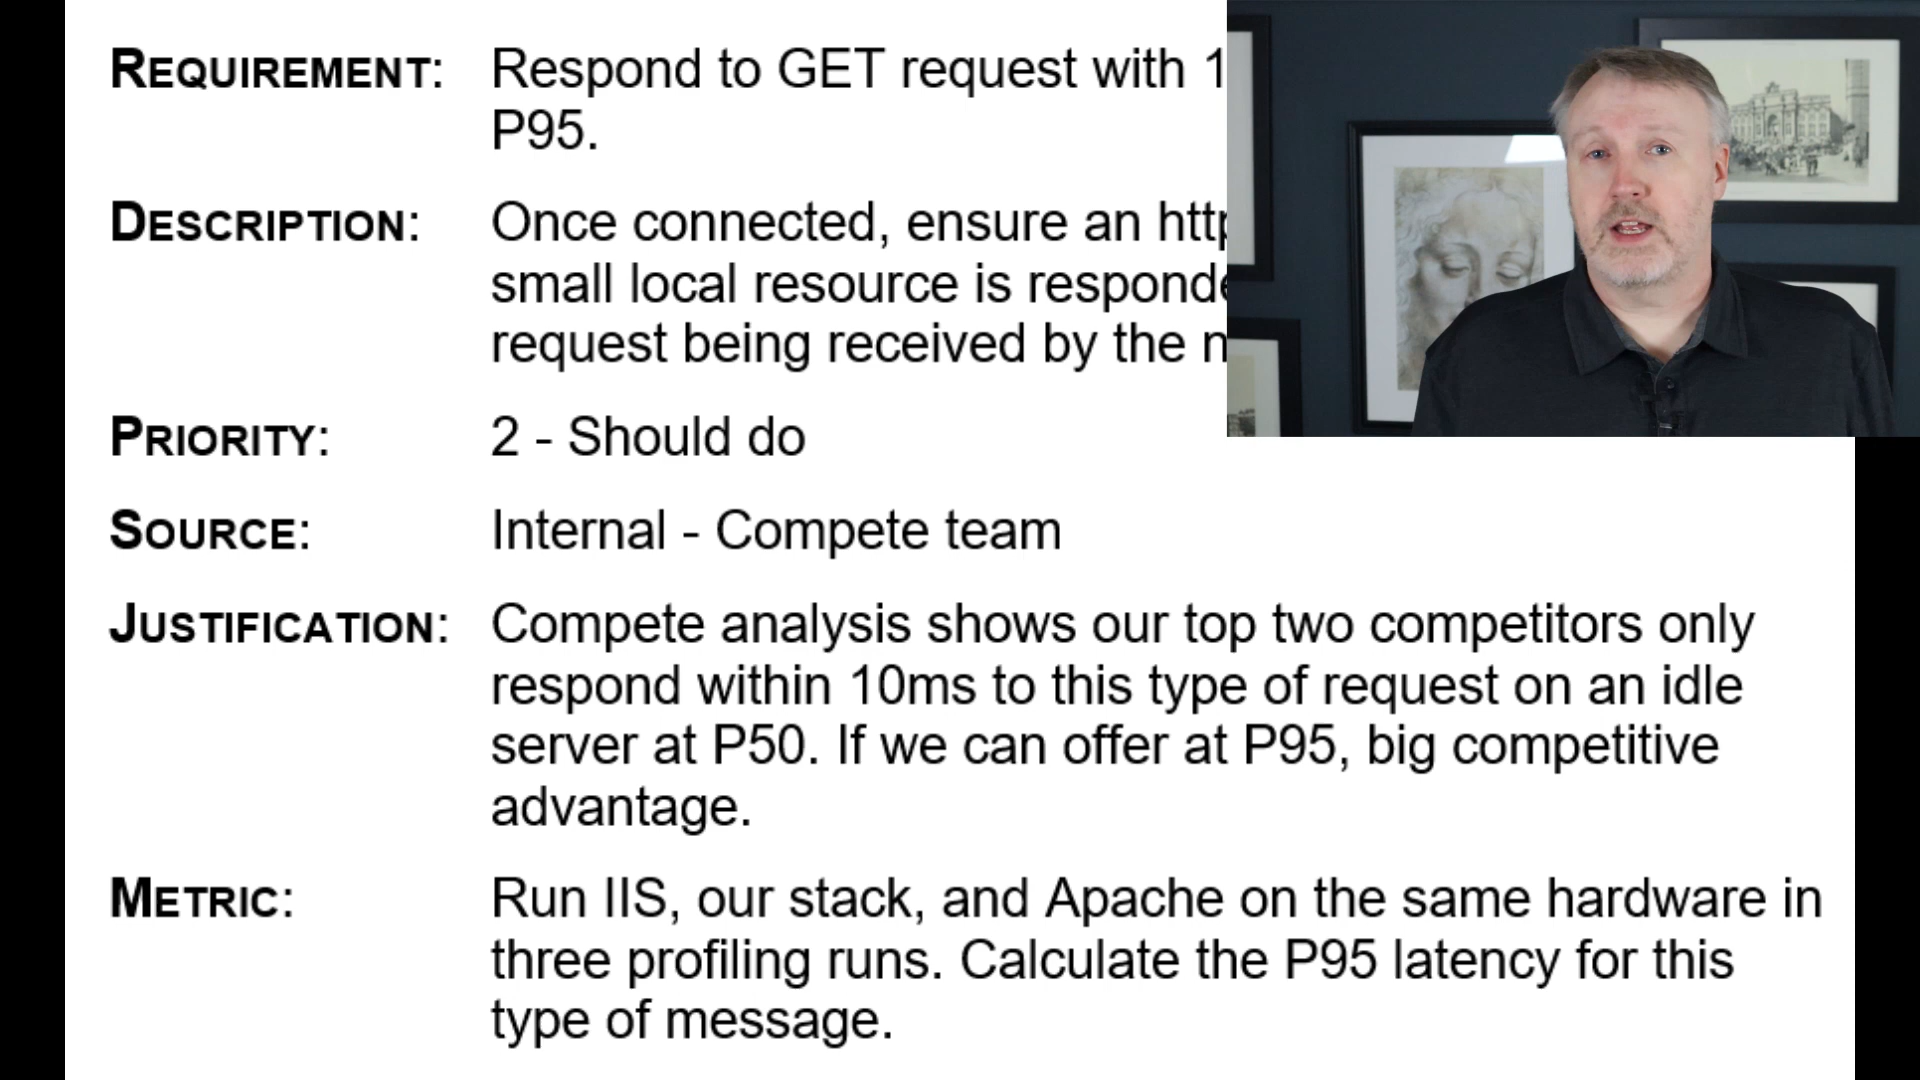 REQUIREMENT: Respond to GET request with
P95.
DESCRIPTION: Once connected, ensure an
small local resource is
request being received by the
PRIORITY: 2 - Should do
SOURCE: Internal - Compete team
JUSTIFICATION: Compete analysis shows our top two competitors only
respond within 10ms to this type of request on an idle
server at P50. If we can offer at P95, big competitive
advantage.
METRIC: Run IIS, our stack, and Apache on the same hardware in
three profiling runs. Calculate the P95 latency for this
type of message.